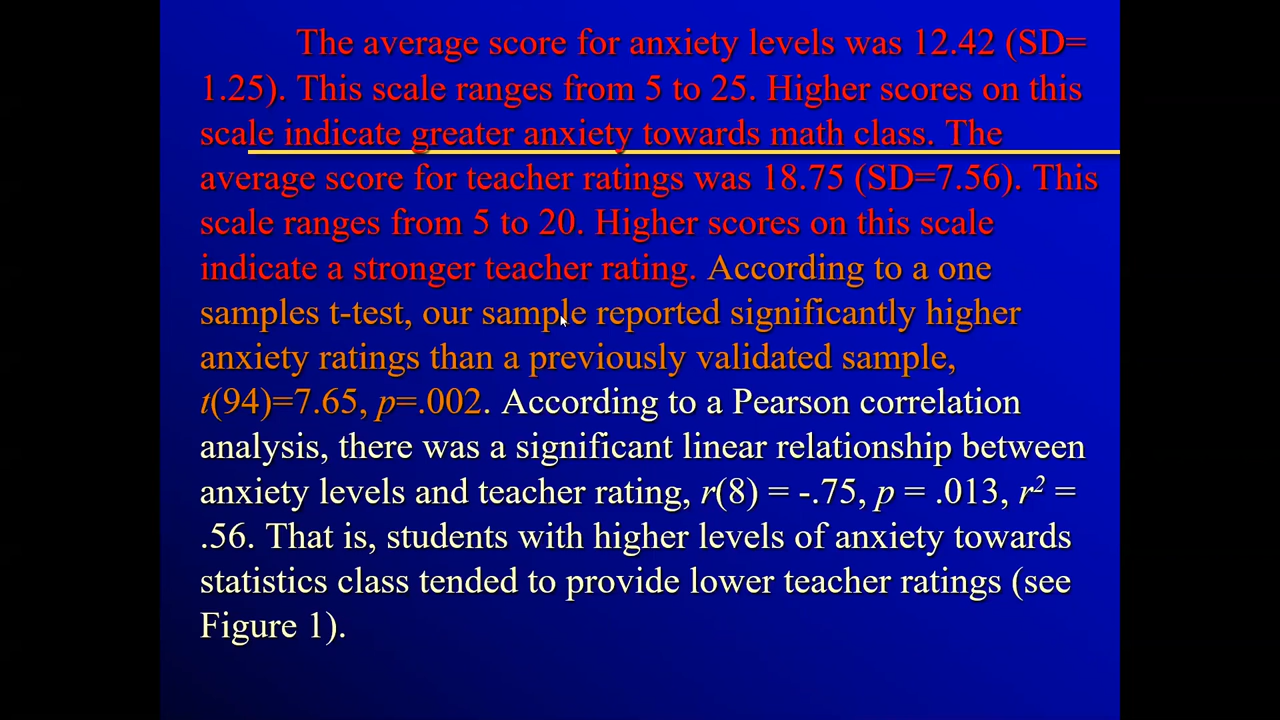 The average score for anxiety levels was 12.42 (SD=
1.25). This scale ranges from 5 to 25. Higher scores on this
scale indicate greater anxiety towards math class. The
average score for teacher ratings was 18.75 (SD=7.56). This
scale ranges from 5 to 20. Higher scores on this scale
indicate a stronger teacher rating. According to a one
samples t-test, our sample reported significantly higher
anxiety ratings than a previously validated sample,
t(94)=7.65, p=.002. According to a Pearson correlation
analysis, there was a significant linear relationship between
anxiety levels and teacher rating, r(8) = -.75, p = .013, r² =
.56. That is, students with higher levels of anxiety towards
statistics class tended to provide lower teacher ratings (see
Figure 1).